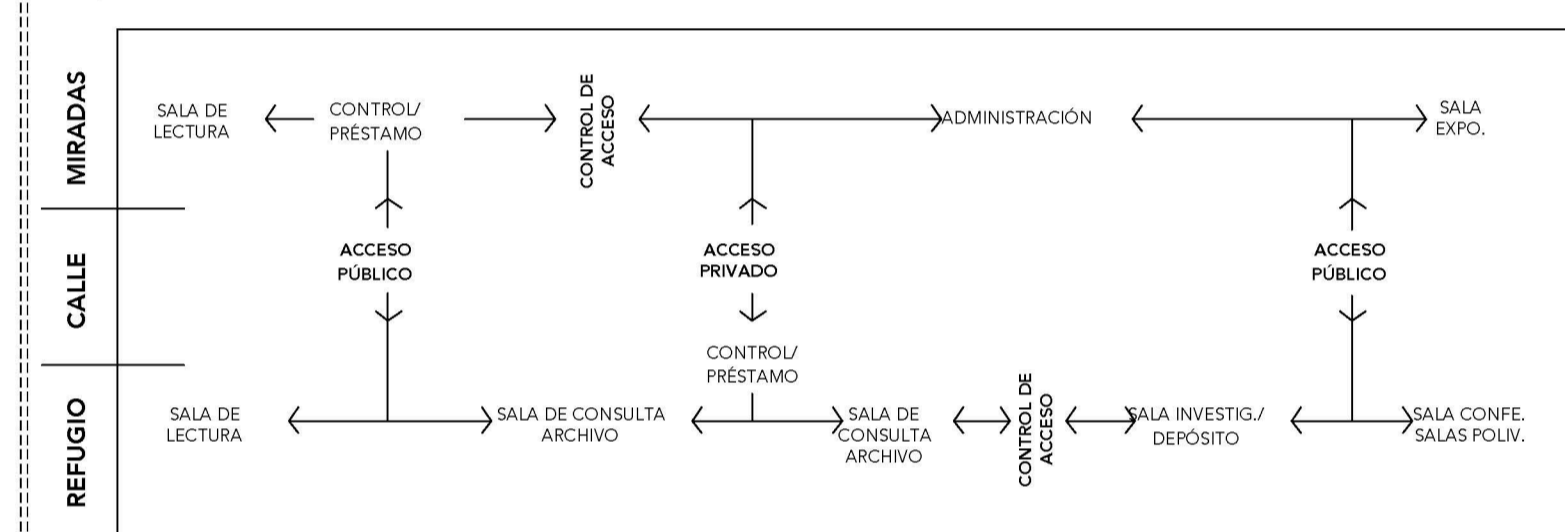 MIRADAS
SALA DE
LECTURA
CONTROL/
PRÉSTAMO
CONTROL DE
ACCESO
ADMINISTRACIÓN
SALA
EXPO.
CALLE
ACCESO
PÚBLICO
ACCESO
PRIVADO
ACCESO
PÚBLICO
REFUGIO
CONTROL/
PRÉSTAMO
SALA DE
LECTURA
SALA DE CONSULTA
ARCHIVO
SALA DE
CONSULTA
ARCHIVO
CONTROL DE
ACCESO
SALA INVESTIG./
DEPÓSITO
SALA CONFE.
SALAS POLIV.